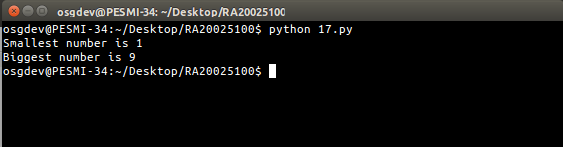 osgdev@PESMI-34: ~/Desktop/RA20025100
osgdev@PESMI-34:~/Desktop/RA20025100$ python 17.py
Smallest number is 1
Biggest number is 9
osgdev@PESMI-34:~/Desktop/RA20025100$